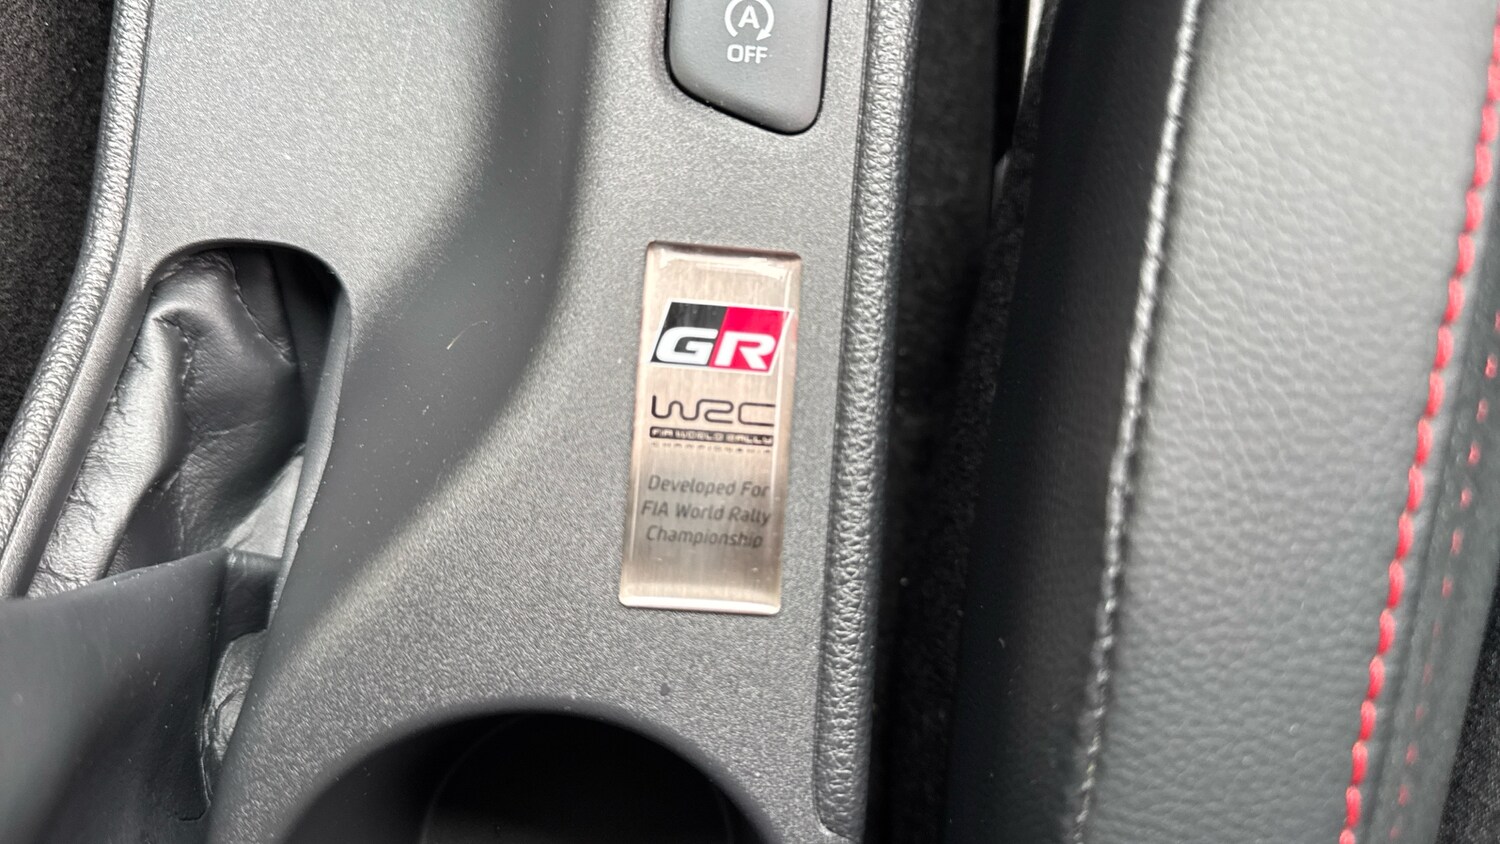 A
OFF
GR
WRC
FIA WORLD RALLY
CHAMPIONSHIP
Developed For
FIA World Rally
Championship